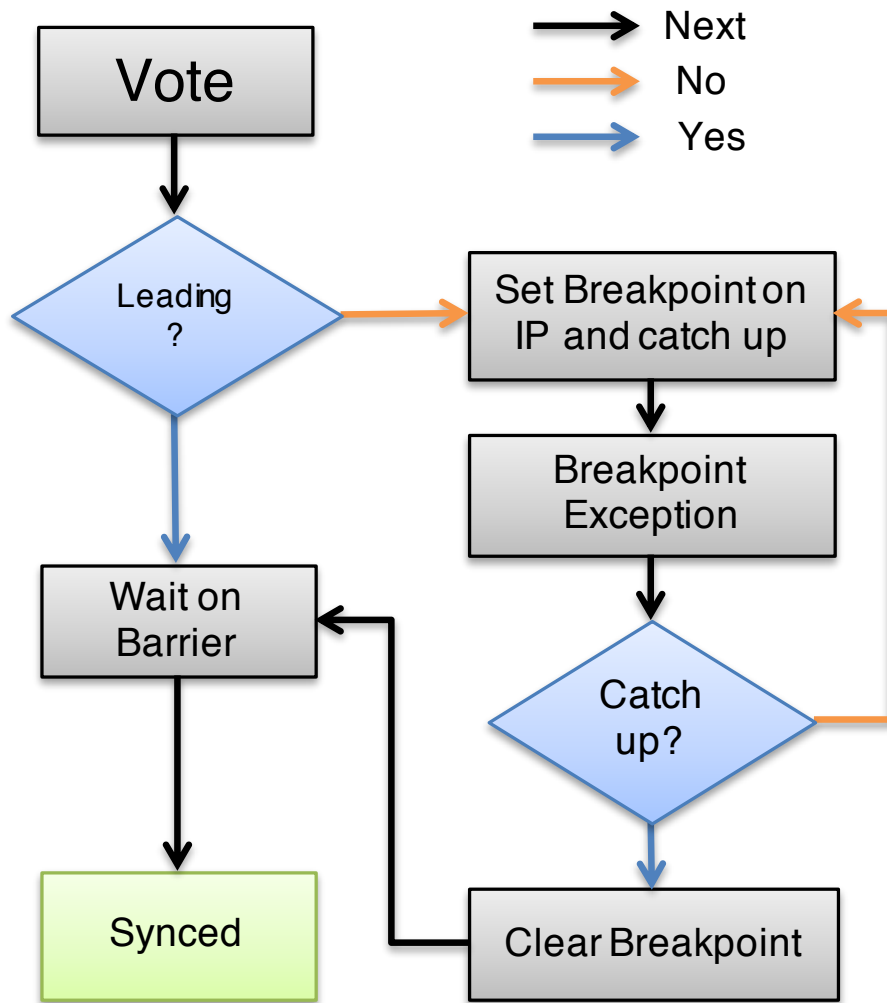 Vote
Next
No
Yes
Leading
?
Set Breakpoint on
IP and catch up
Breakpoint
Exception
Wait on
Barrier
Catch
up?
Synced
Clear Breakpoint